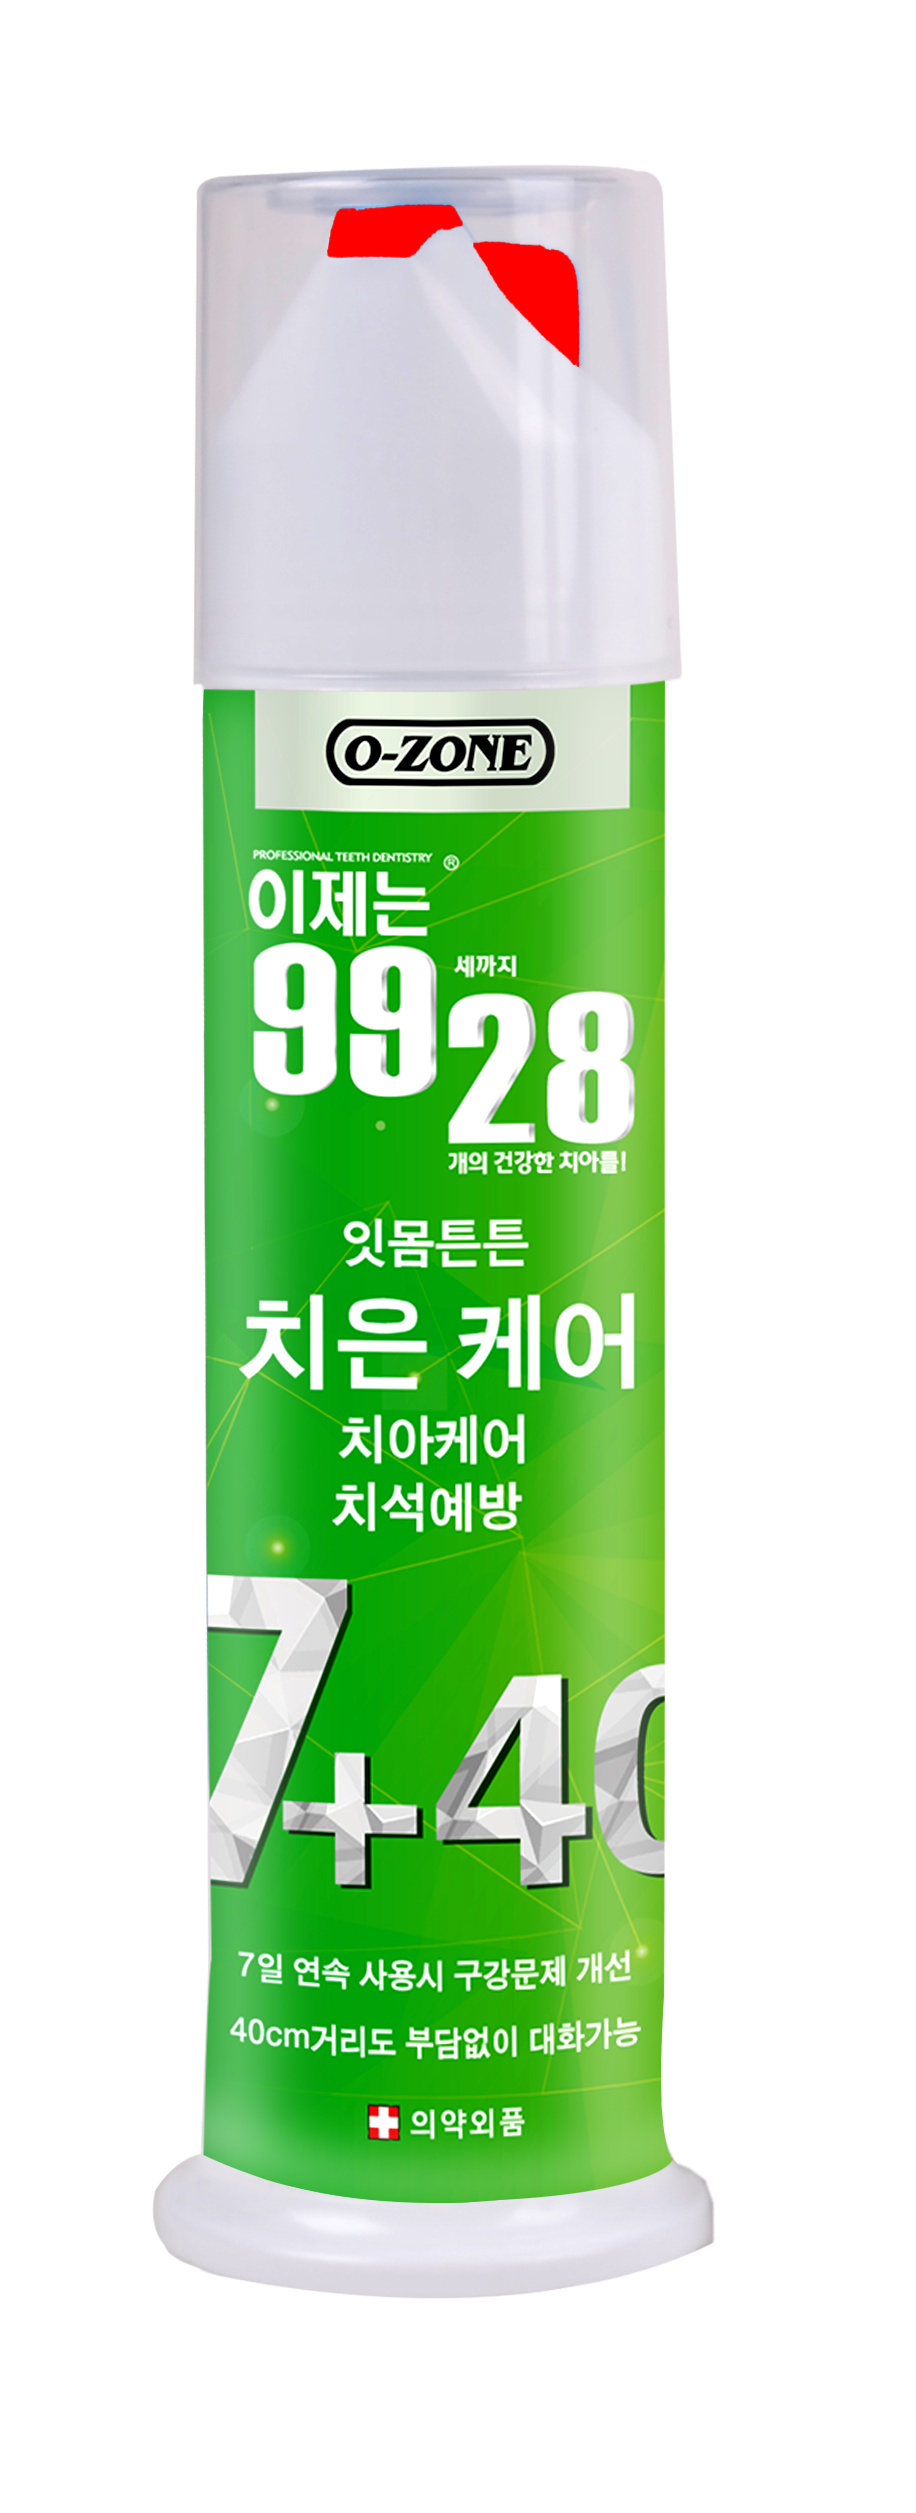 O-ZONE
PROFESSIONAL TEETH DENTISTRY ®
이제는
99 세까지
28
개의 건강한 치아를!
잇몸튼튼
치은 케어
치아케어
치석예방
7+40
7일 연속 사용시 구강문제 개선
40cm거리도 부담없이 대화가능
의약외품